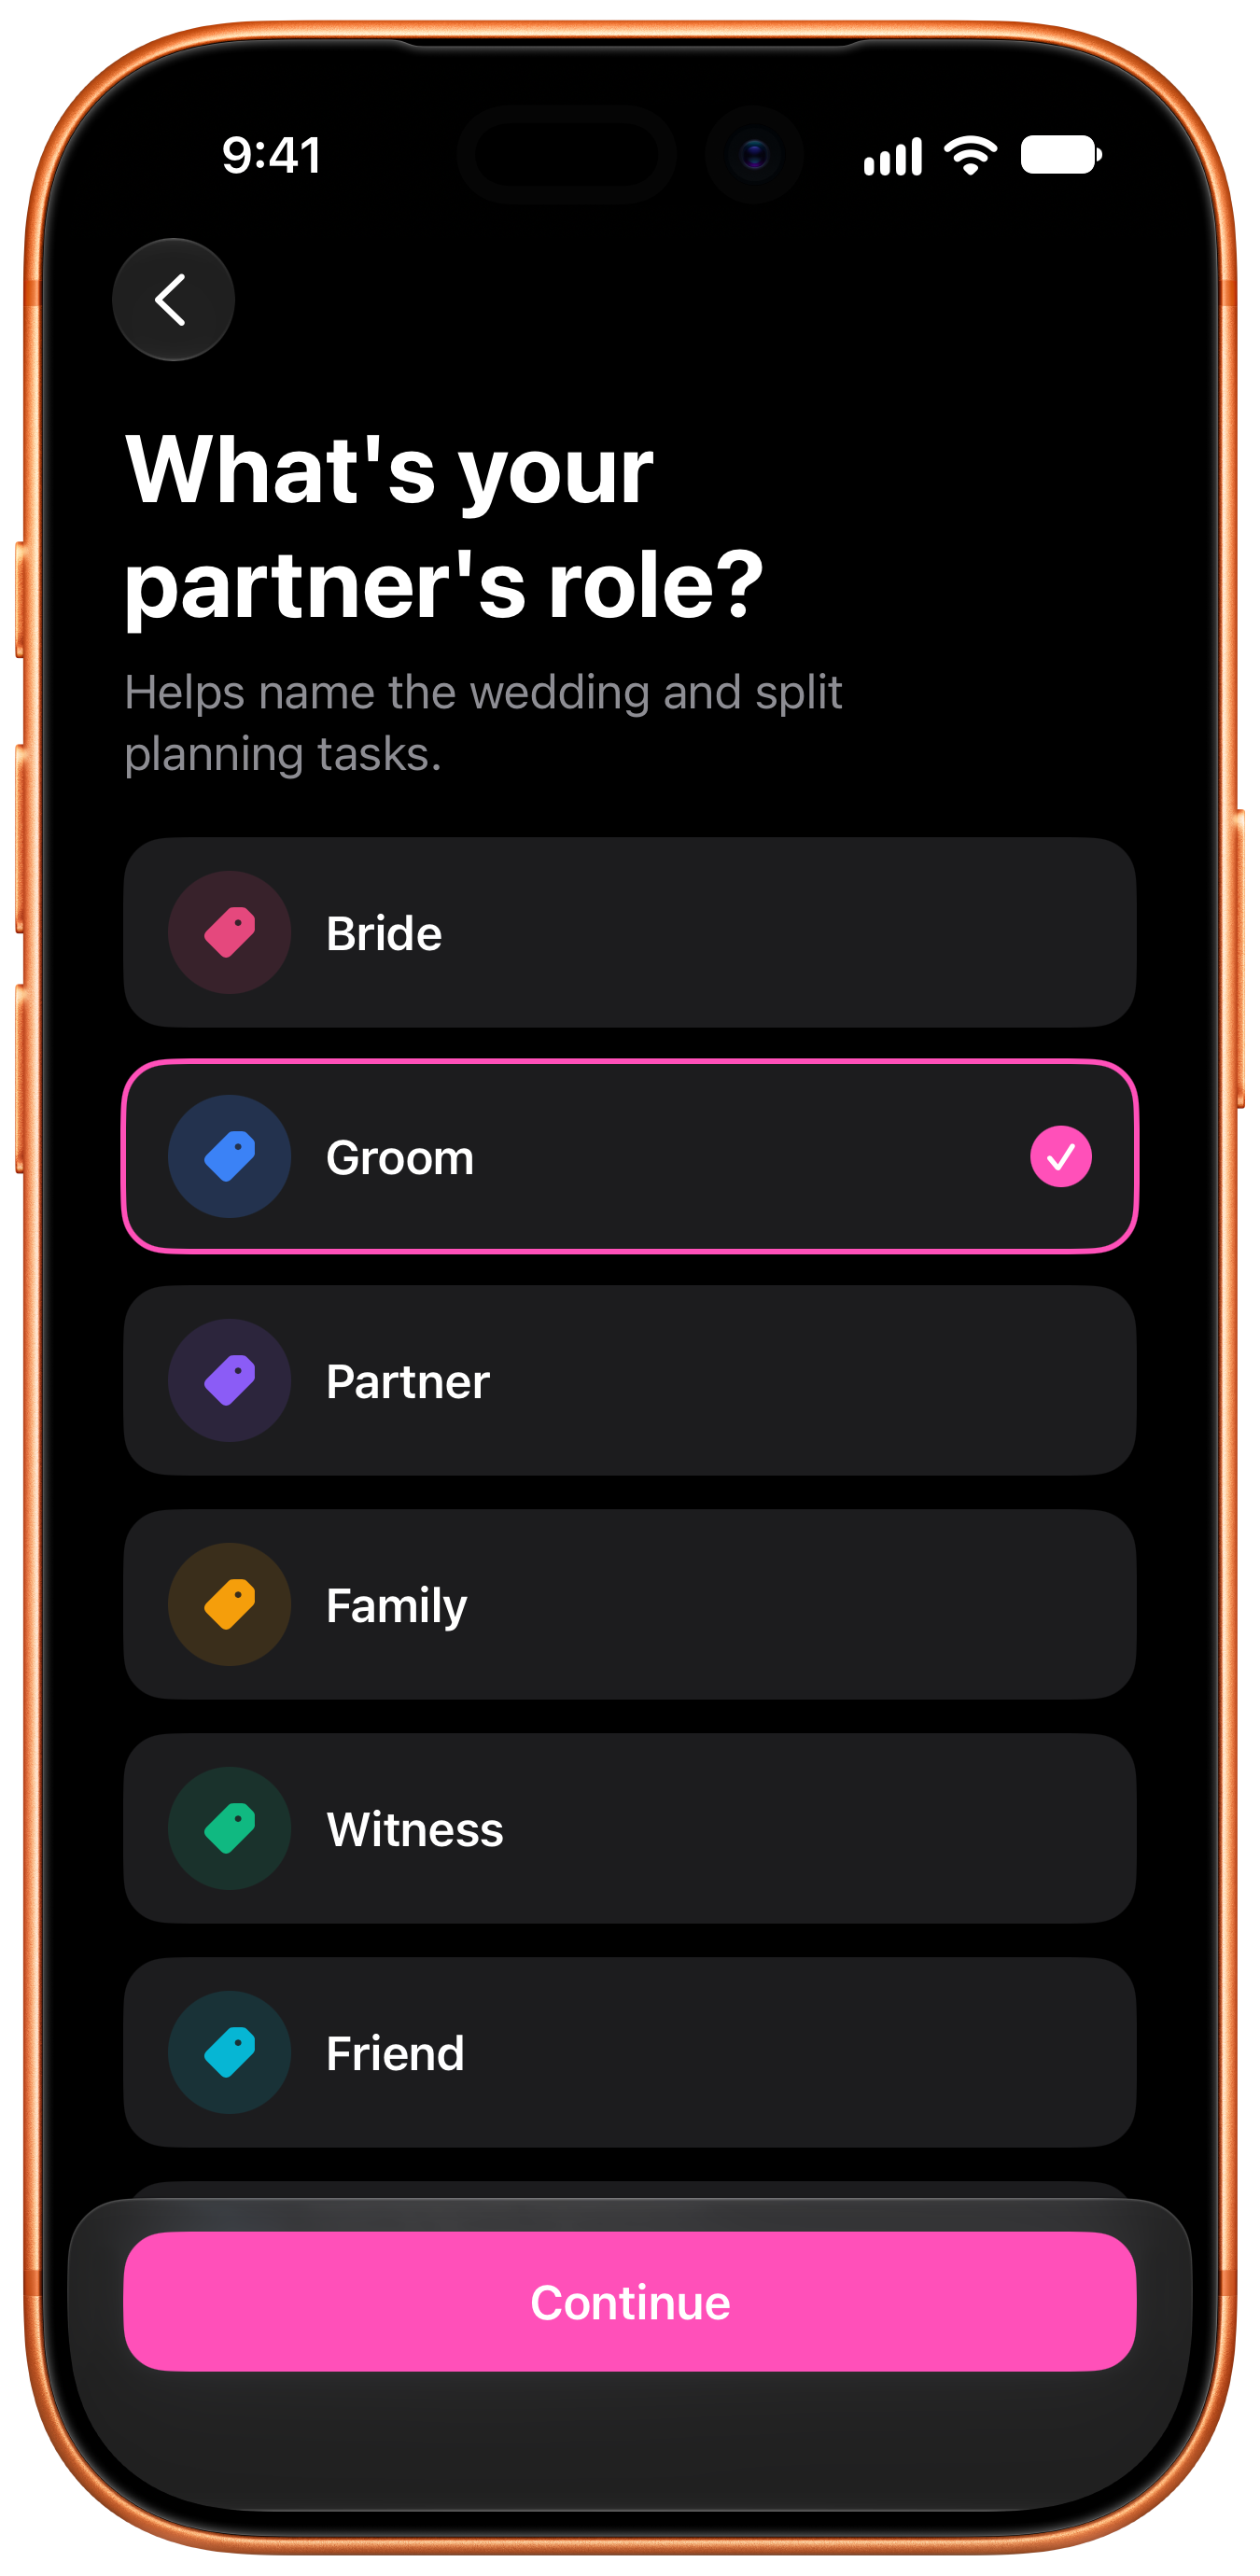 9:41
What's your
partner's role?
Helps name the wedding and split
planning tasks.
Bride
Groom
Partner
Family
Witness
Friend
Continue